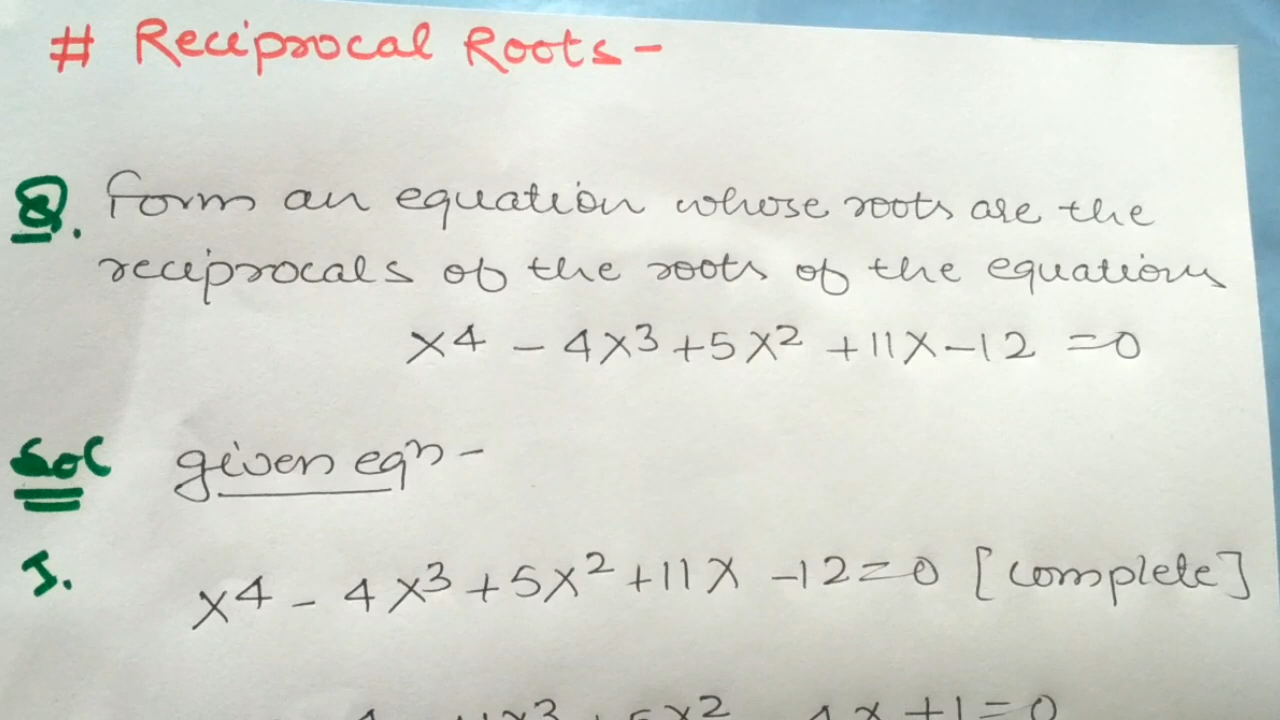 # Reciprocal Roots -
Q. Form an equation whose roots are the
reciprocals of the roots of the equations
x4 - 4x3 +5x2 +11x-12 =0
Sol given eqn -
I. x4 - 4x3 +5x2 +11x -12=0 [complete]